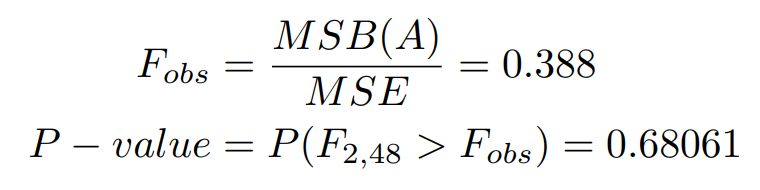 F_obs = MSB(A) / MSE = 0.388
P − value = P(F_2,48 > F_obs) = 0.68061